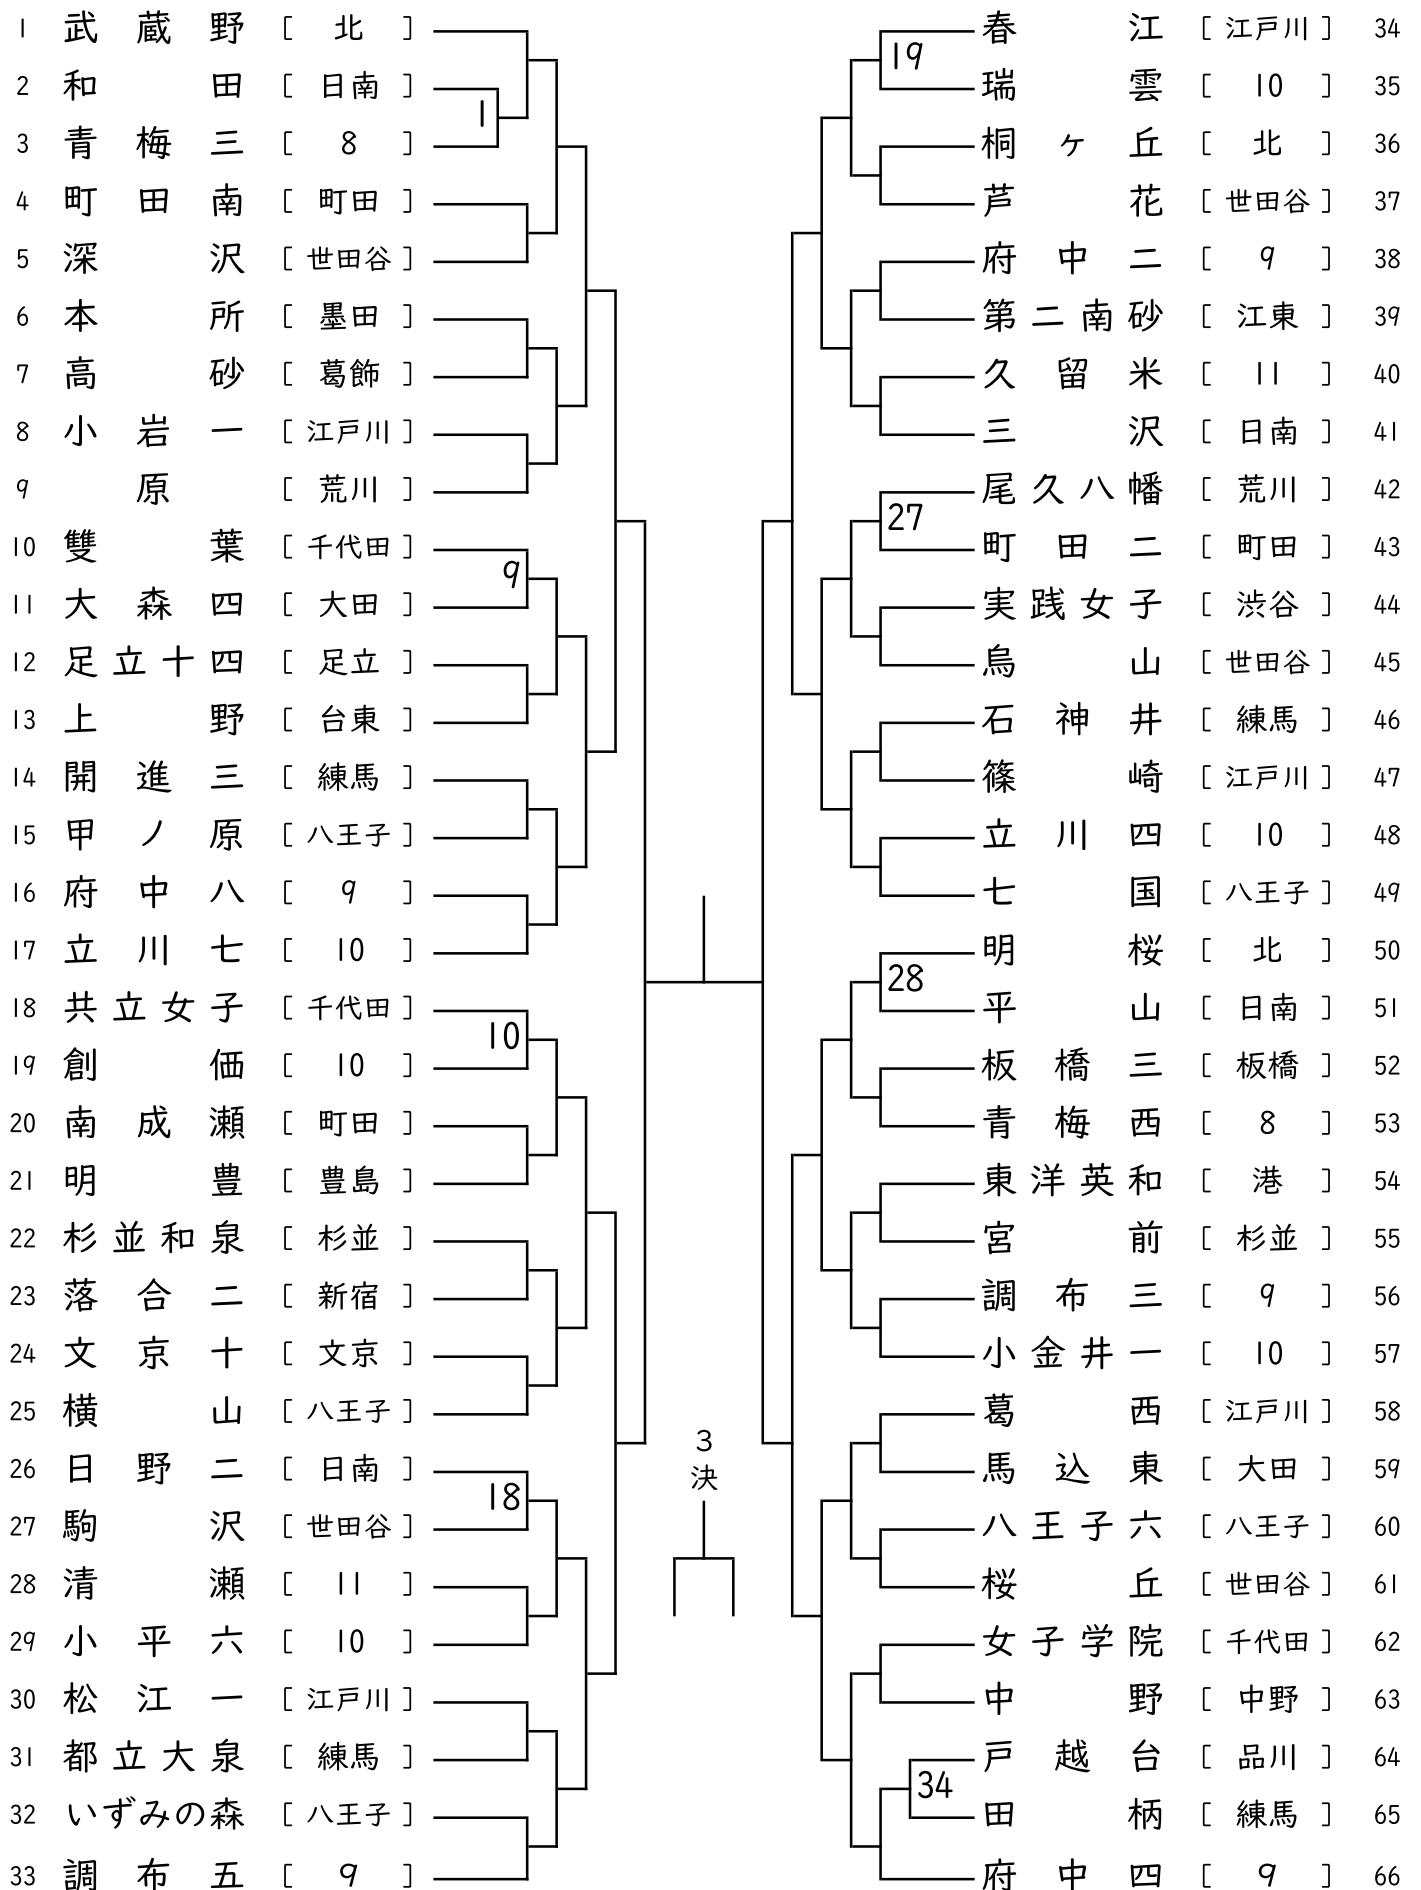 1 武蔵野 [ 北 ]
2 和田 [ 日南 ]
3 青梅三 [ 8 ]
4 町田南 [ 町田 ]
5 深沢 [ 世田谷 ]
6 本所 [ 墨田 ]
7 高砂 [ 葛飾 ]
8 小岩一 [ 江戸川 ]
9 原 [ 荒川 ]
10 雙葉 [ 千代田 ]
11 大森四 [ 大田 ]
12 足立十四 [ 足立 ]
13 上野 [ 台東 ]
14 開進三 [ 練馬 ]
15 甲ノ原 [ 八王子 ]
16 府中八 [ 9 ]
17 立川七 [ 10 ]
18 共立女子 [ 千代田 ]
19 創価 [ 10 ]
20 南成瀬 [ 町田 ]
21 明豊 [ 豊島 ]
22 杉並和泉 [ 杉並 ]
23 落合二 [ 新宿 ]
24 文京十 [ 文京 ]
25 横山 [ 八王子 ]
26 日野二 [ 日南 ]
27 駒沢 [ 世田谷 ]
28 清瀬 [ 11 ]
29 小平六 [ 10 ]
30 松江一 [ 江戸川 ]
31 都立大泉 [ 練馬 ]
32 いずみの森 [ 八王子 ]
33 調布五 [ 9 ]
1
9
10
18
3
決
19
27
28
34
春江 [ 江戸川 ] 34
瑞雲 [ 10 ] 35
桐ヶ丘 [ 北 ] 36
芦花 [ 世田谷 ] 37
府中二 [ 9 ] 38
第二南砂 [ 江東 ] 39
久留米 [ 11 ] 40
三沢 [ 日南 ] 41
尾久八幡 [ 荒川 ] 42
町田二 [ 町田 ] 43
実践女子 [ 渋谷 ] 44
烏山 [ 世田谷 ] 45
石神井 [ 練馬 ] 46
篠崎 [ 江戸川 ] 47
立川四 [ 10 ] 48
七国 [ 八王子 ] 49
明桜 [ 北 ] 50
平山 [ 日南 ] 51
板橋三 [ 板橋 ] 52
青梅西 [ 8 ] 53
東洋英和 [ 港 ] 54
宮前 [ 杉並 ] 55
調布三 [ 9 ] 56
小金井一 [ 10 ] 57
葛西 [ 江戸川 ] 58
馬込東 [ 大田 ] 59
八王子六 [ 八王子 ] 60
桜丘 [ 世田谷 ] 61
女子学院 [ 千代田 ] 62
中野 [ 中野 ] 63
戸越台 [ 品川 ] 64
田柄 [ 練馬 ] 65
府中四 [ 9 ] 66